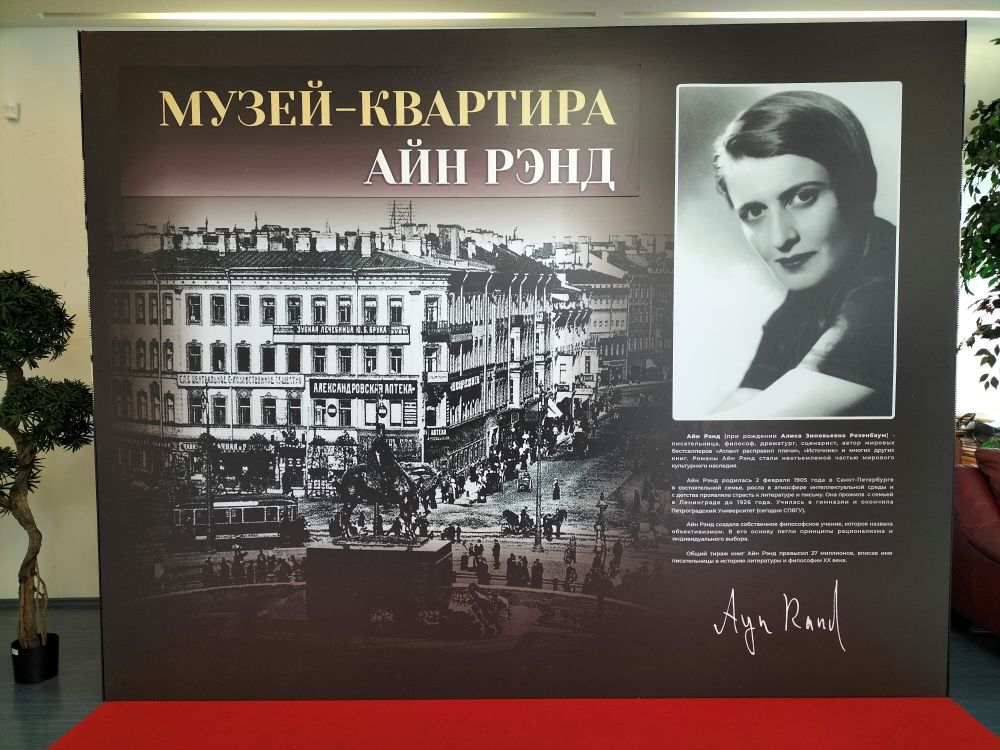 МУЗЕЙ-КВАРТИРА
АЙН РЭНД
ЗУБНАЯ ЛЕЧЕБНИЦА Ю. Б. БРУКА
АЛЕКСАНДРОВСКАЯ АПТЕКА
АПТЕКА
Айн Рэнд (при рождении Алиса Зиновьевна Розенбаум) –
писательница, философ, драматург, сценарист, автор мировых
бестселлеров «Атлант расправил плечи», «Источник» и многих других
книг. Романы Айн Рэнд стали неотъемлемой частью мирового
культурного наследия.
Айн Рэнд родилась 2 февраля 1905 года в Санкт-Петербурге
в состоятельной семье, росла в атмосфере интеллектуальной среды и
с детства проявляла страсть к литературе и письму. Она прожила с семьей
в Ленинграде до 1926 года. Училась в гимназии и окончила
Петроградский Университет (сегодня СПбГУ).
Айн Рэнд создала собственное философское учение, которое назвала
объективизмом. В его основу легли принципы рационализма и
индивидуального выбора.
Общий тираж книг Айн Рэнд превысил 37 миллионов, вписав имя
писательницы в историю литературы и философии XX века.
Ayn Rand